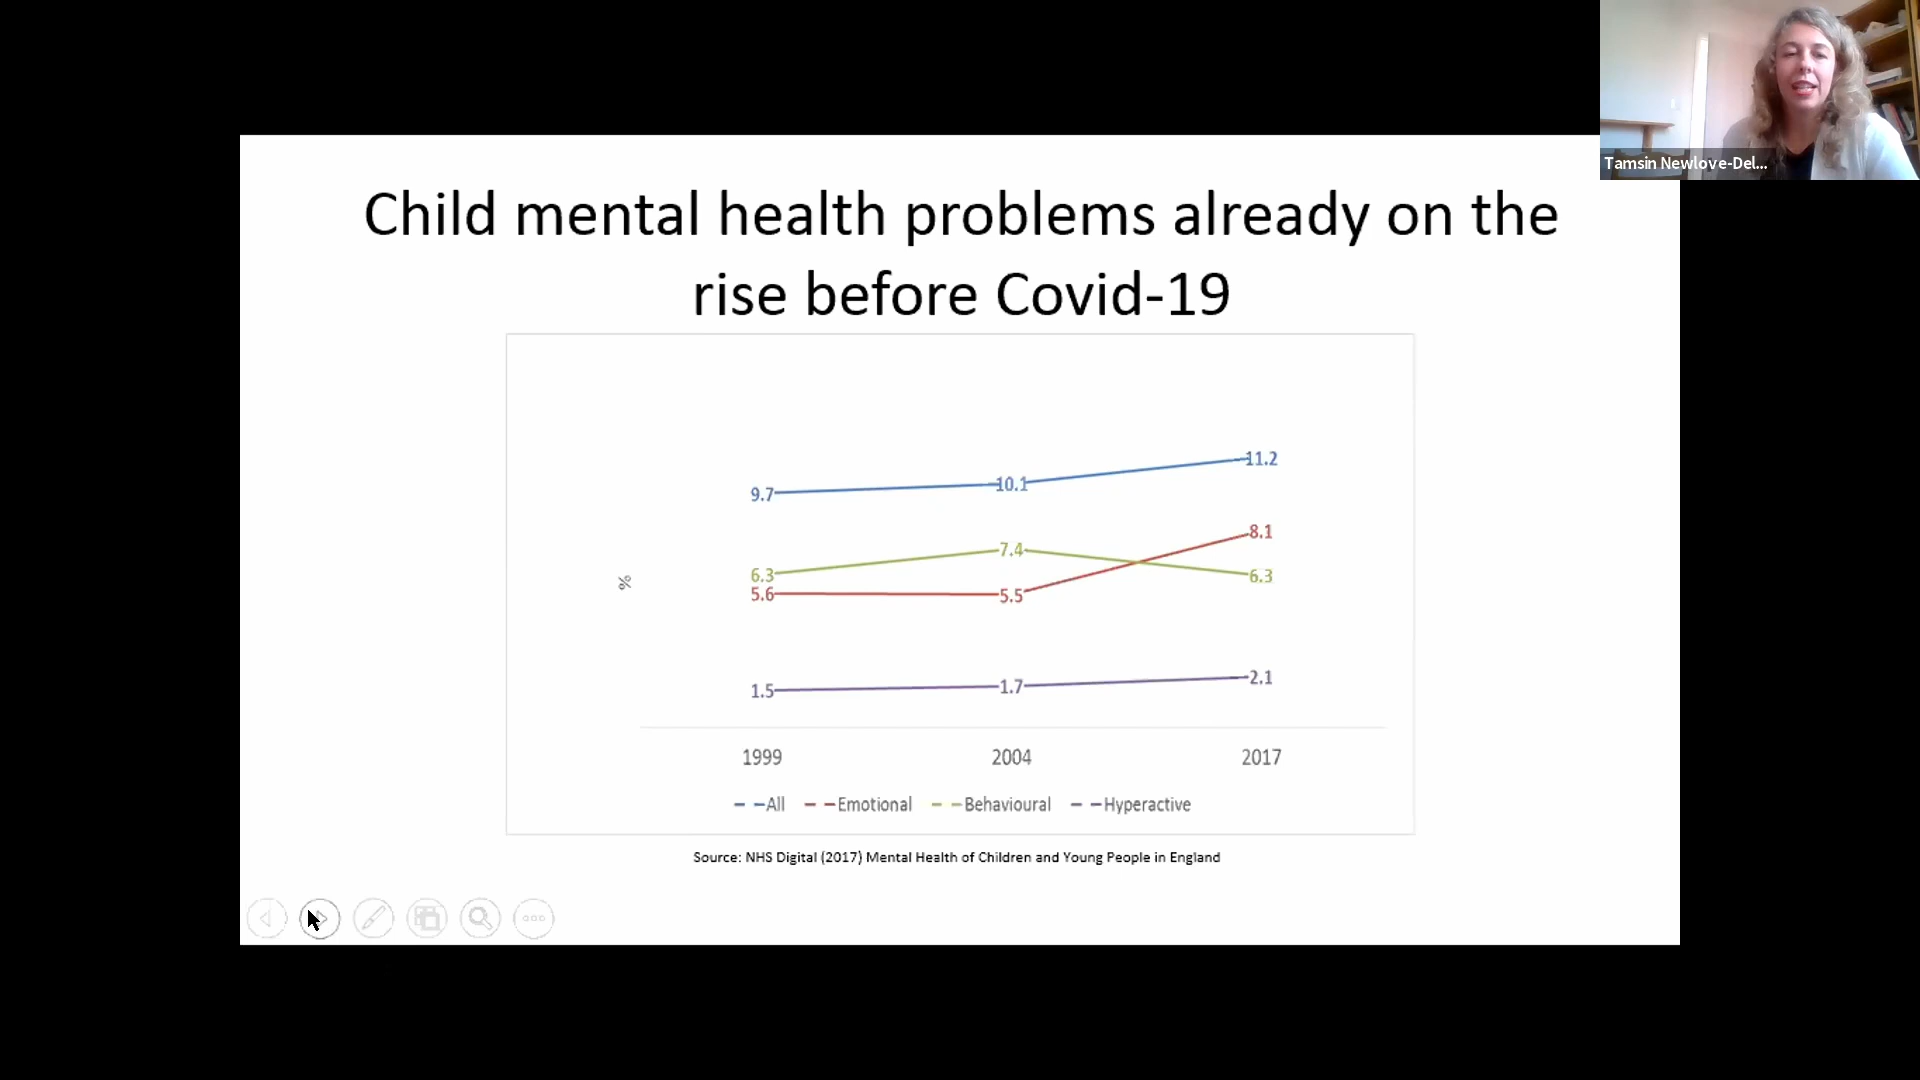 Tamsin Newlove-Del...
Child mental health problems already on the
rise before Covid-19
11.2
10.1
9.7
8.1
7.4
6.3
6.3
5.6
5.5
2.1
1.7
1.5
%
1999 2004 2017
All Emotional Behavioural Hyperactive
Source: NHS Digital (2017) Mental Health of Children and Young People in England